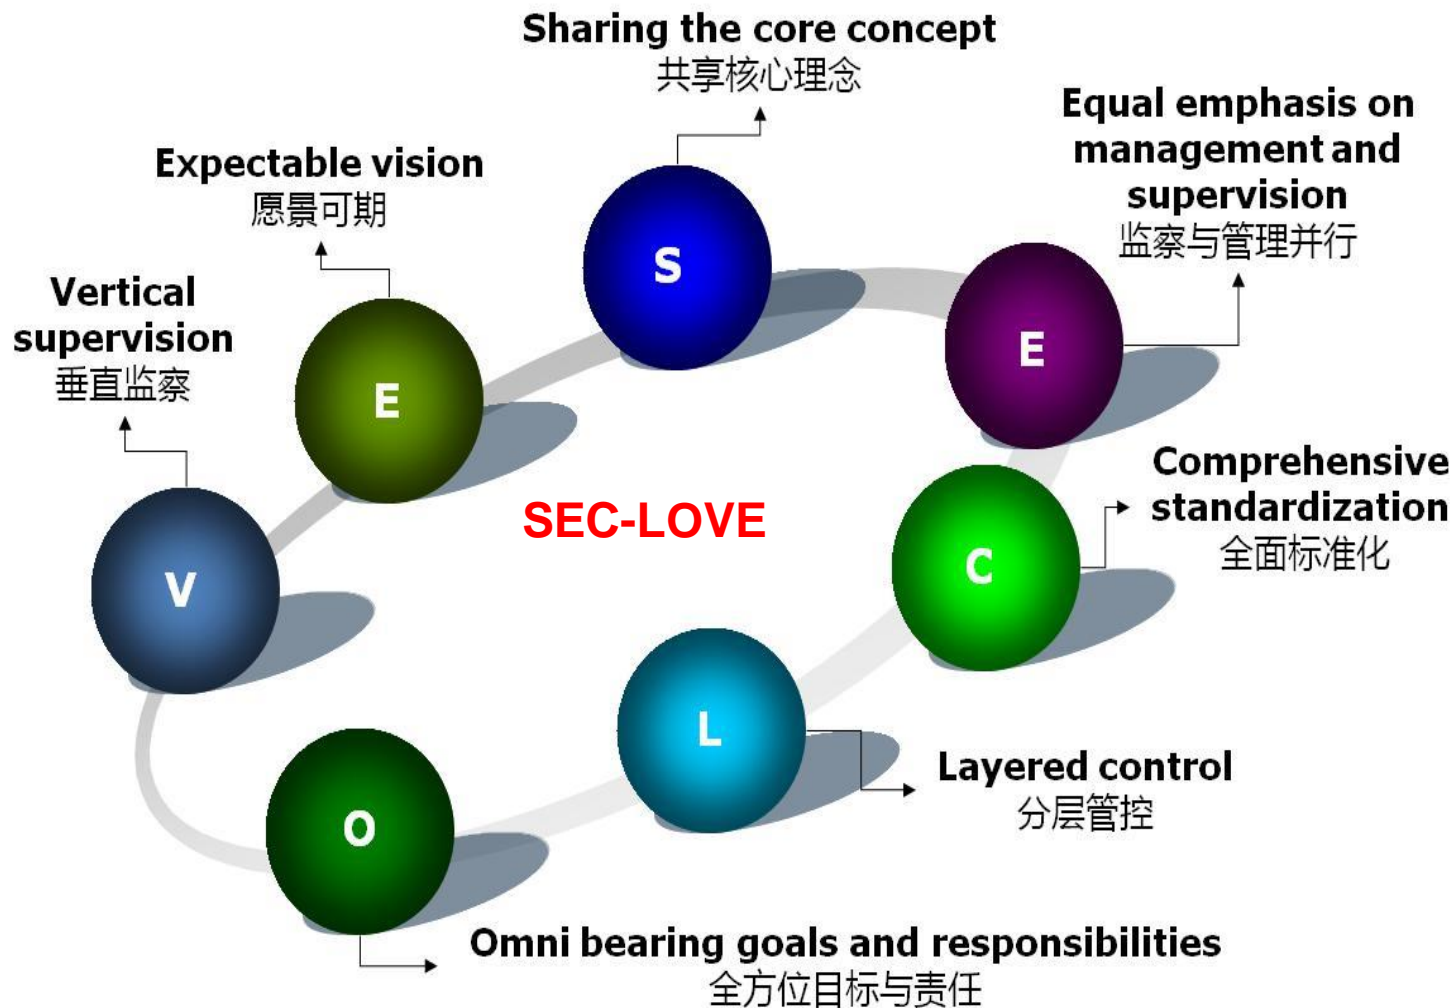 Sharing the core concept
共享核心理念
Equal emphasis on
management and
supervision
监察与管理并行
Expectable vision
愿景可期
Vertical
supervision
垂直监察
S
E
E
V
C
L
O
SEC-LOVE
Comprehensive
standardization
全面标准化
Layered control
分层管控
Omni bearing goals and responsibilities
全方位目标与责任